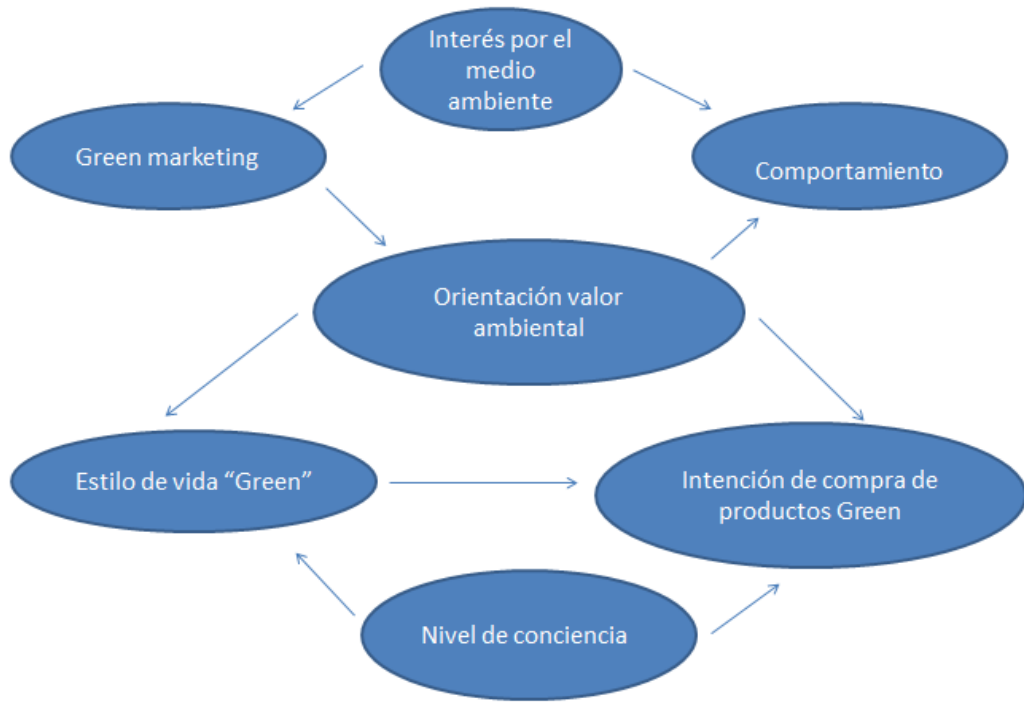 Interés por el
medio
ambiente
Green marketing
Comportamiento
Orientación valor
ambiental
Estilo de vida “Green”
Intención de compra de
productos Green
Nivel de conciencia